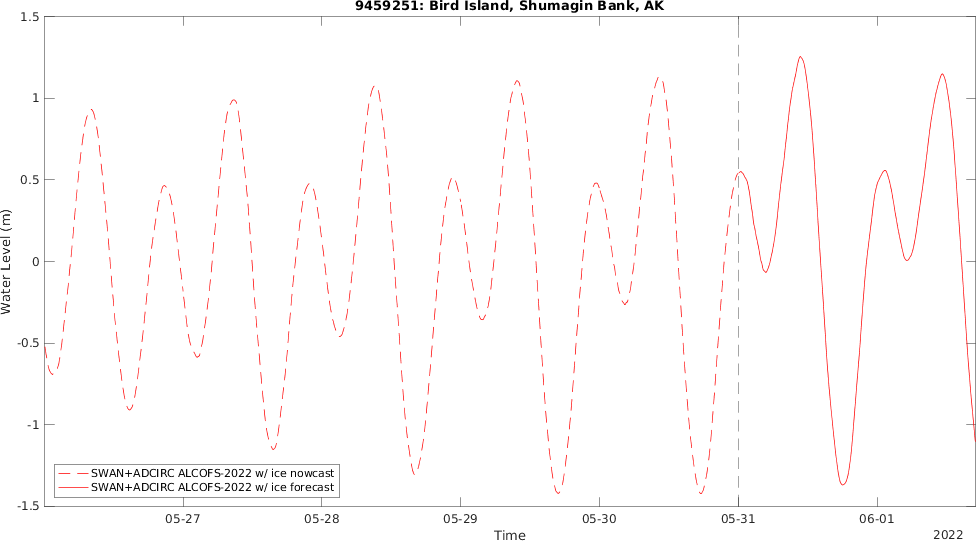 9459251: Bird Island, Shumagin Bank, AK
1.5
1
0.5
0
-0.5
-1
-1.5
Water Level (m)
SWAN+ADCIRC ALCOFS-2022 w/ ice nowcast
SWAN+ADCIRC ALCOFS-2022 w/ ice forecast
05-27 05-28 05-29 05-30 05-31 06-01
Time
2022